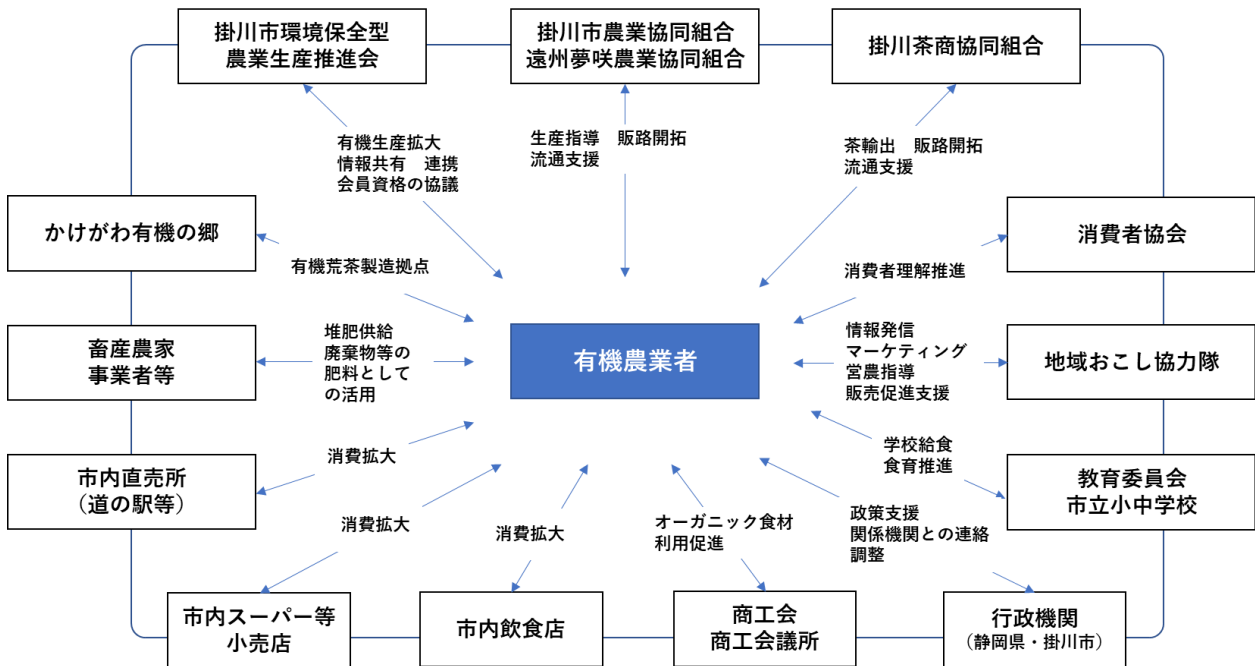 掛川市環境保全型
農業生産推進会
掛川市農業協同組合
遠州夢咲農業協同組合
掛川茶商協同組合
有機生産拡大
情報共有　連携
会員資格の協議
生産指導　販路開拓
流通支援
茶輸出　販路開拓
流通支援
かけがわ有機の郷
有機荒茶製造拠点
消費者理解推進
消費者協会
畜産農家
事業者等
堆肥供給
廃棄物等の
肥料として
の活用
有機農業者
情報発信
マーケティング
営農指導
販売促進支援
地域おこし協力隊
市内直売所
（道の駅等）
消費拡大
学校給食
食育推進
教育委員会
市立小中学校
消費拡大
消費拡大
オーガニック食材
利用促進
政策支援
関係機関との連絡
調整
市内スーパー等
小売店
市内飲食店
商工会
商工会議所
行政機関
（静岡県・掛川市）